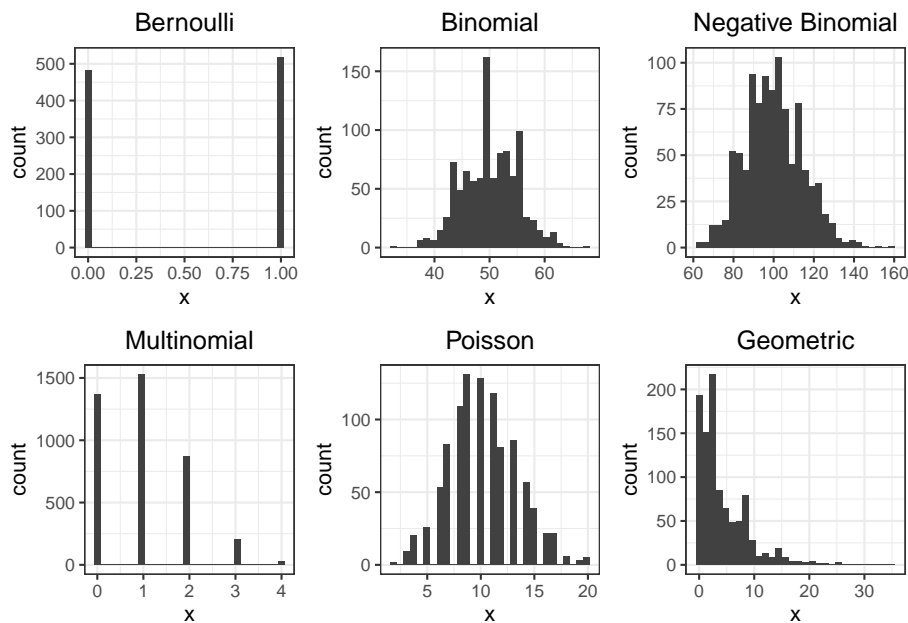 Bernoulli
500
400
300
200
100
0
count
0.00 0.25 0.50 0.75 1.00
x
Binomial
150
100
50
0
count
40 50 60
x
Negative Binomial
100
75
50
25
0
count
60 80 100 120 140 160
x
Multinomial
1500
1000
500
0
count
0 1 2 3 4
x
Poisson
100
50
0
count
5 10 15 20
x
Geometric
200
150
100
50
0
count
0 10 20 30
x